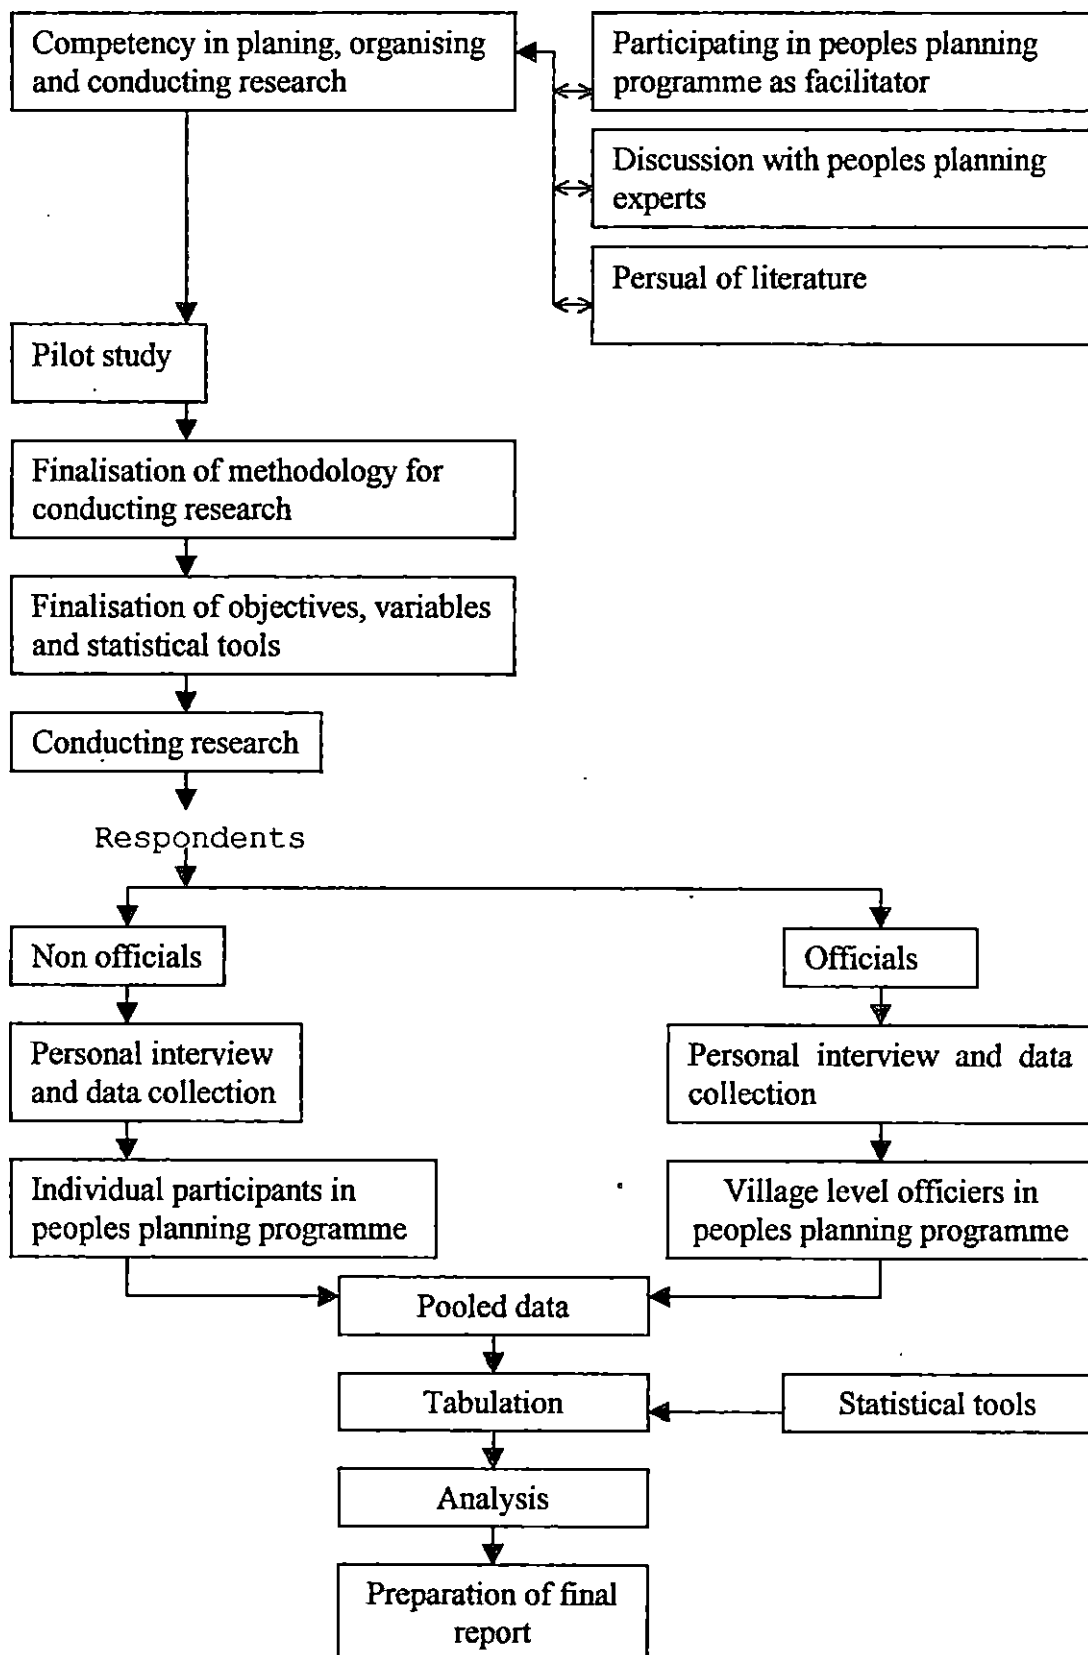 Competency in planing, organising
and conducting research
Participating in peoples planning
programme as facilitator
Discussion with peoples planning
experts
Persual of literature
Pilot study
Finalisation of methodology for
conducting research
Finalisation of objectives, variables
and statistical tools
Conducting research
Respondents
Non officials
Officials
Personal interview
and data collection
Personal interview and data
collection
Individual participants in
peoples planning programme
Village level officiers in
peoples planning programme
Pooled data
Tabulation
Statistical tools
Analysis
Preparation of final
report